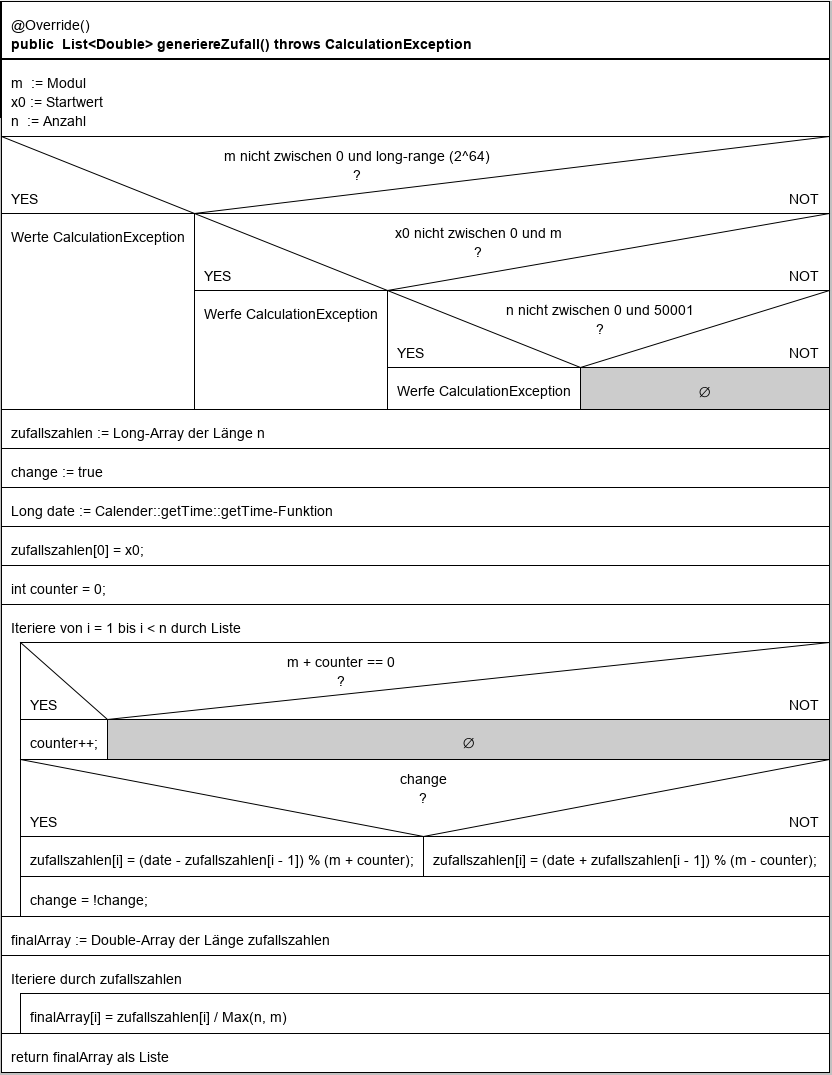 @Override()
public  List<Double> generiereZufall() throws CalculationException
m  := Modul
x0 := Startwert
n  := Anzahl
m nicht zwischen 0 und long-range (2^64)
?
YES
NOT
Werte CalculationException
x0 nicht zwischen 0 und m
?
YES
NOT
Werfe CalculationException
n nicht zwischen 0 und 50001
?
YES
NOT
Werfe CalculationException
∅
zufallszahlen := Long-Array der Länge n
change := true
Long date := Calender::getTime::getTime-Funktion
zufallszahlen[0] = x0;
int counter = 0;
Iteriere von i = 1 bis i < n durch Liste
m + counter == 0
?
YES
NOT
counter++;
∅
change
?
YES
NOT
zufallszahlen[i] = (date - zufallszahlen[i - 1]) % (m + counter);
zufallszahlen[i] = (date + zufallszahlen[i - 1]) % (m - counter);
change = !change;
finalArray := Double-Array der Länge zufallszahlen
Iteriere durch zufallszahlen
finalArray[i] = zufallszahlen[i] / Max(n, m)
return finalArray als Liste